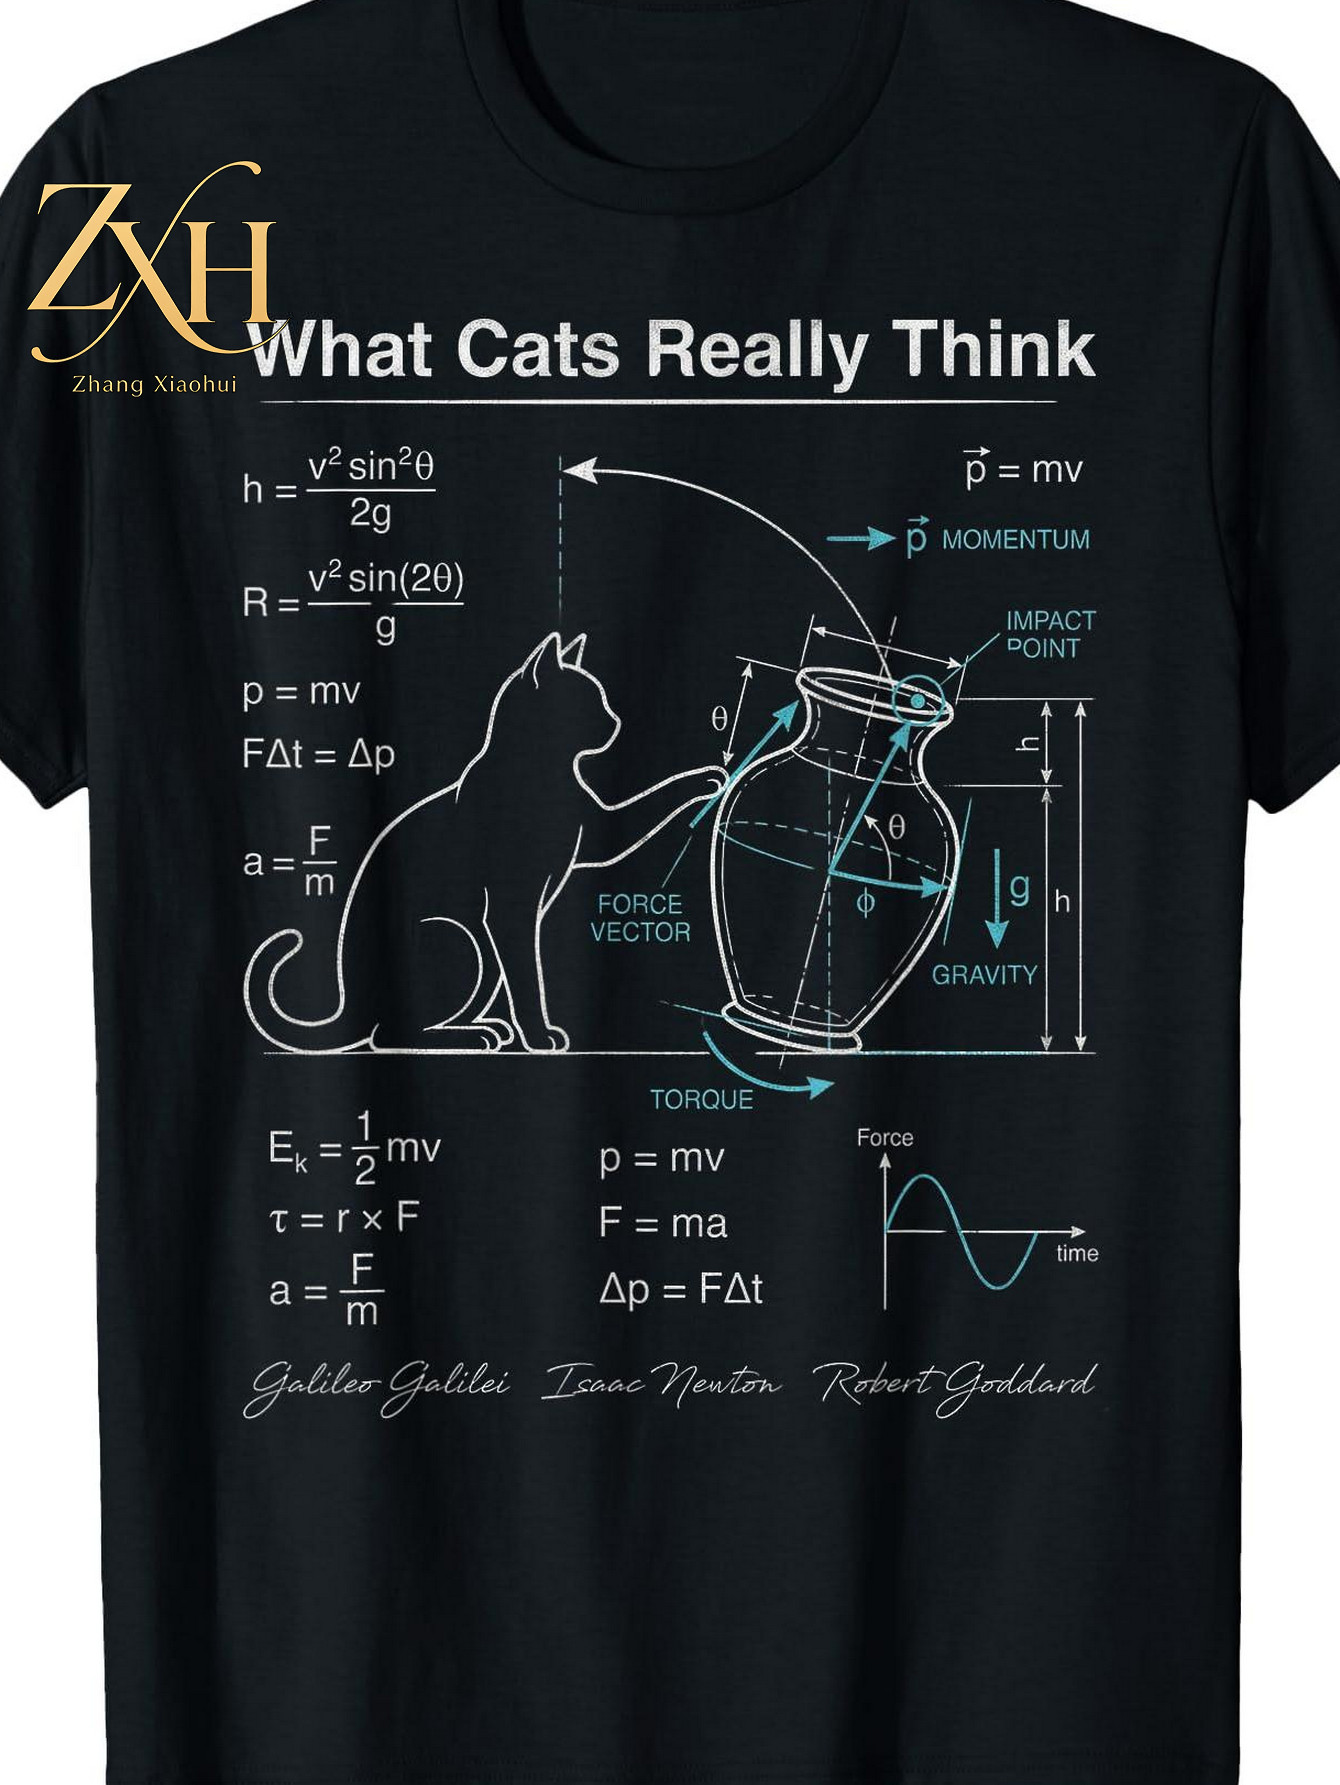 ZXH
Zhang Xiaohui
What Cats Really Think
h = v² sin²θ / 2g
p⃗ = mv
p⃗ MOMENTUM
R = v² sin(2θ) / g
IMPACT
POINT
p = mv
θ
h
FΔt = Δp
θ
a = F / m
FORCE
VECTOR
ϕ
g
h
GRAVITY
TORQUE
Eₖ = 1/2 mv
τ = r × F
a = F / m
p = mv
F = ma
Δp = FΔt
Force
time
Galileo Galilei Isaac Newton Robert Goddard